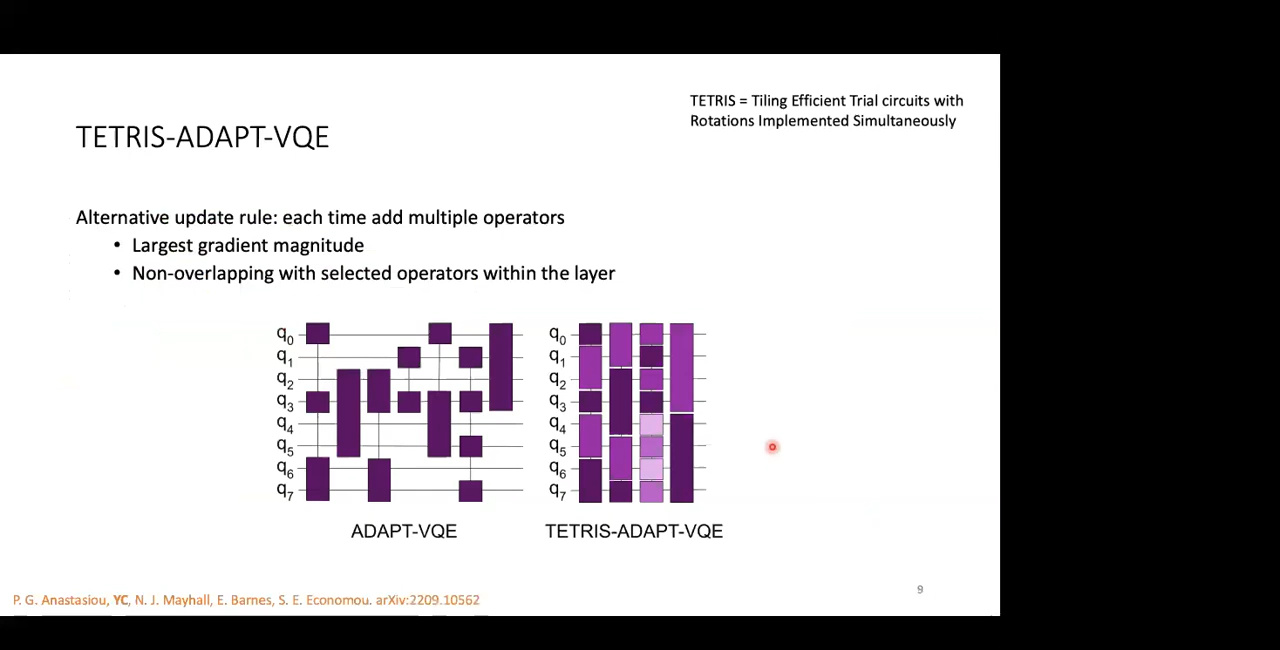 TETRIS = Tiling Efficient Trial circuits with
Rotations Implemented Simultaneously
TETRIS-ADAPT-VQE
Alternative update rule: each time add multiple operators
• Largest gradient magnitude
• Non-overlapping with selected operators within the layer
q0
q1
q2
q3
q4
q5
q6
q7
ADAPT-VQE
q0
q1
q2
q3
q4
q5
q6
q7
TETRIS-ADAPT-VQE
P. G. Anastasiou, YC, N. J. Mayhall, E. Barnes, S. E. Economou. arXiv:2209.10562
9